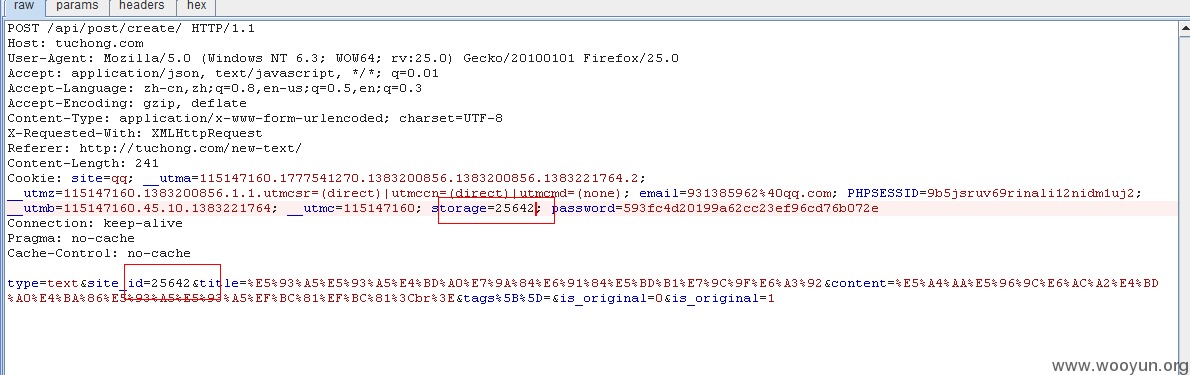 raw params headers hex
POST /api/post/create/ HTTP/1.1
Host: tuchong.com
User-Agent: Mozilla/5.0 (Windows NT 6.3; WOW64; rv:25.0) Gecko/20100101 Firefox/25.0
Accept: application/json, text/javascript, */*; q=0.01
Accept-Language: zh-cn,zh;q=0.8,en-us;q=0.5,en;q=0.3
Accept-Encoding: gzip, deflate
Content-Type: application/x-www-form-urlencoded; charset=UTF-8
X-Requested-With: XMLHttpRequest
Referer: http://tuchong.com/new-text/
Content-Length: 241
Cookie: site=qq; __utma=115147160.1777541270.1383200856.1383200856.1383221764.2;
__utmz=115147160.1383200856.1.1.utmcsr=(direct)|utmccn=(direct)|utmcmd=(none); email=931385962%40qq.com; PHPSESSID=9b5jsruv69rinali12nidm1uj2;
__utmb=115147160.45.10.1383221764; __utmc=115147160; storage=25642; password=593fc4d20199a62cc23ef96cd76b072e
Connection: keep-alive
Pragma: no-cache
Cache-Control: no-cache
type=text&site_id=25642&title=%E5%93%A5%E5%93%A5%E4%BD%A0%E7%9A%84%E6%91%84%E5%BD%B1%E7%9C%9F%E6%A3%92&content=%E5%A4%AA%E5%96%9C%E6%AC%A2%E4%BD
%A0%E4%BA%86%E5%93%A5%E5%93%A5%EF%BC%81%EF%BC%81%3Cbr%3E&tags%5B%5D=&is_original=0&is_original=1
www.wooyun.org